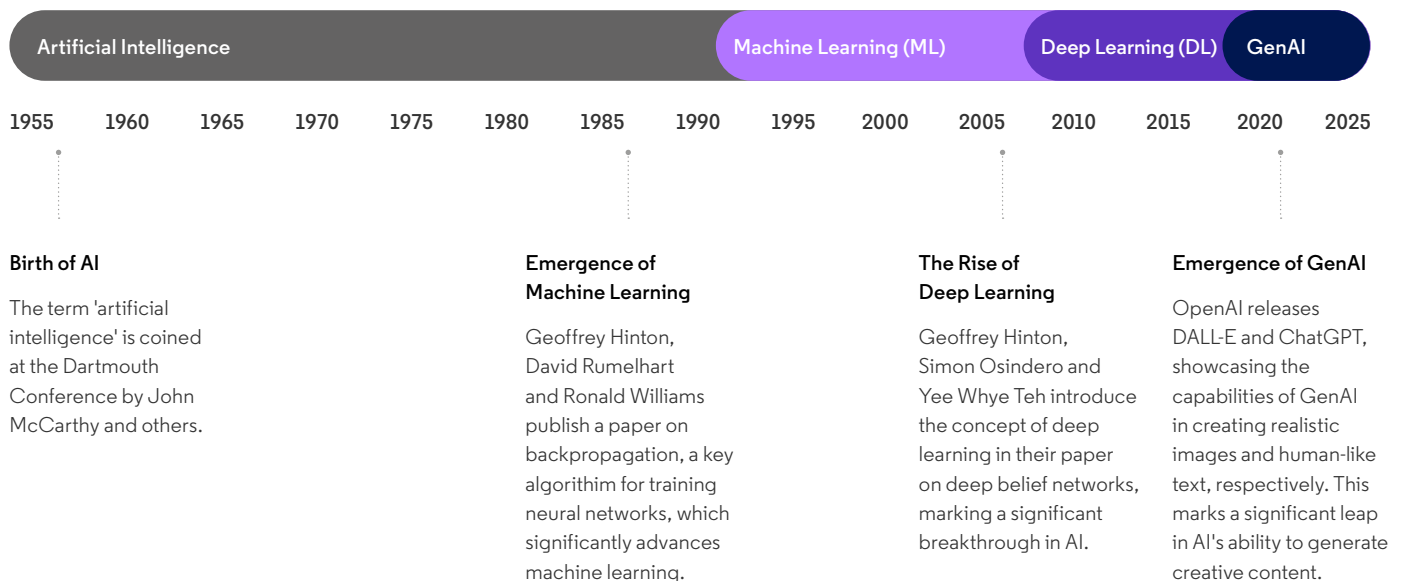 Artificial Intelligence
Machine Learning (ML)
Deep Learning (DL)
GenAI
1955 1960 1965 1970 1975 1980 1985 1990 1995 2000 2005 2010 2015 2020 2025
Birth of AI
The term 'artificial
intelligence' is coined
at the Dartmouth
Conference by John
McCarthy and others.
Emergence of
Machine Learning
Geoffrey Hinton,
David Rumelhart
and Ronald Williams
publish a paper on
backpropagation, a key
algorithim for training
neural networks, which
significantly advances
machine learning.
The Rise of
Deep Learning
Geoffrey Hinton,
Simon Osindero and
Yee Whye Teh introduce
the concept of deep
learning in their paper
on deep belief networks,
marking a significant
breakthrough in AI.
Emergence of GenAI
OpenAI releases
DALL-E and ChatGPT,
showcasing the
capabilities of GenAI
in creating realistic
images and human-like
text, respectively. This
marks a significant leap
in AI's ability to generate
creative content.